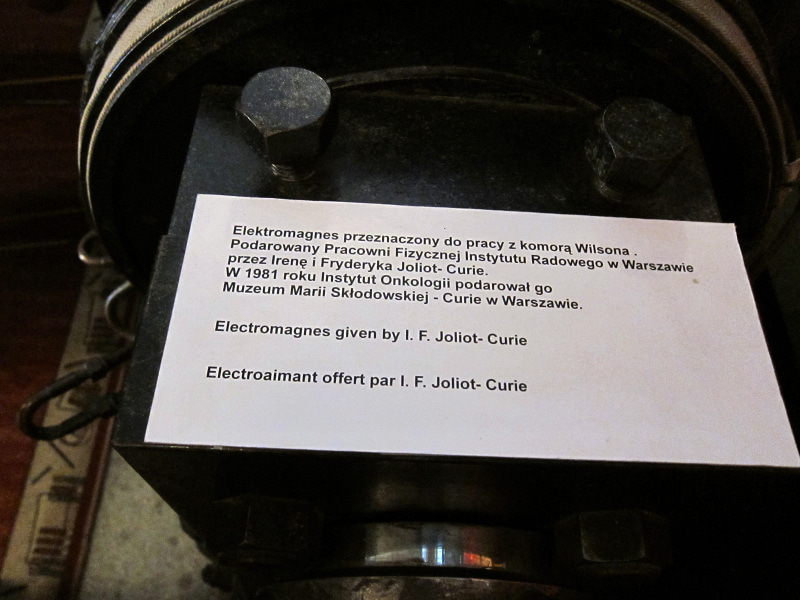 Elektromagnes przeznaczony do pracy z komorą Wilsona .
Podarowany Pracowni Fizycznej Instytutu Radowego w Warszawie
przez Irenę i Fryderyka Joliot- Curie.
W 1981 roku Instytut Onkologii podarował go
Muzeum Marii Skłodowskiej - Curie w Warszawie.
Electromagnes given by I. F. Joliot- Curie
Electroaimant offert par I. F. Joliot- Curie